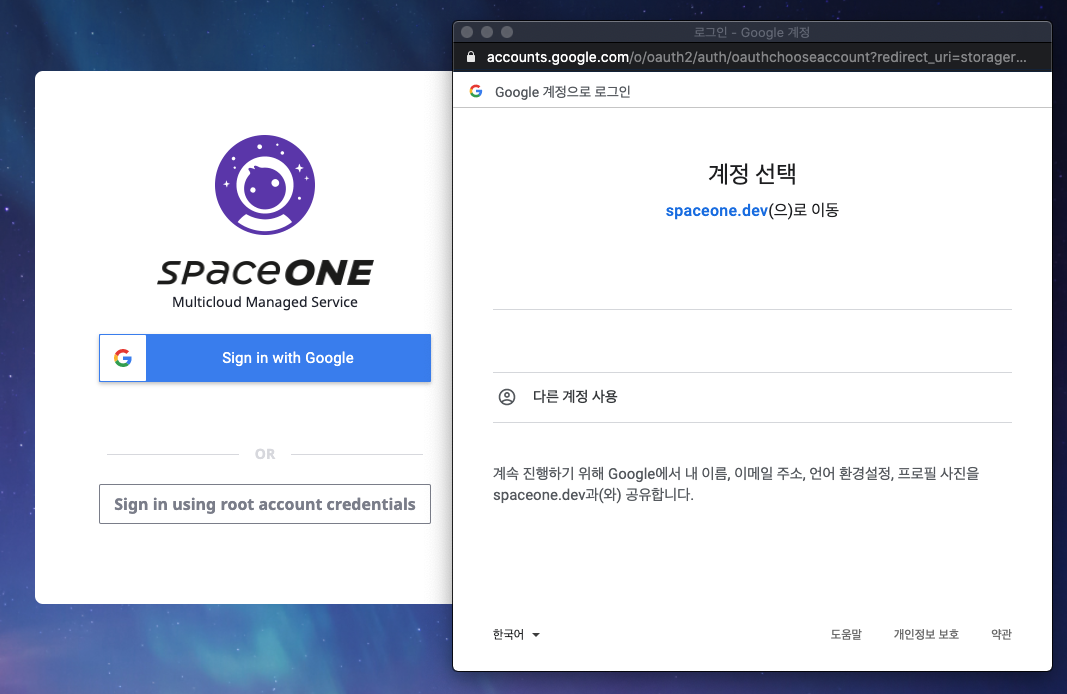 spaceONE
Multicloud Managed Service
Sign in with Google
OR
Sign in using root account credentials
로그인 - Google 계정
accounts.google.com/o/oauth2/auth/oauthchooseaccount?redirect_uri=storager...
Google 계정으로 로그인
계정 선택
spaceone.dev(으)로 이동
다른 계정 사용
계속 진행하기 위해 Google에서 내 이름, 이메일 주소, 언어 환경설정, 프로필 사진을
spaceone.dev과(와) 공유합니다.
한국어
도움말 개인정보 보호 약관